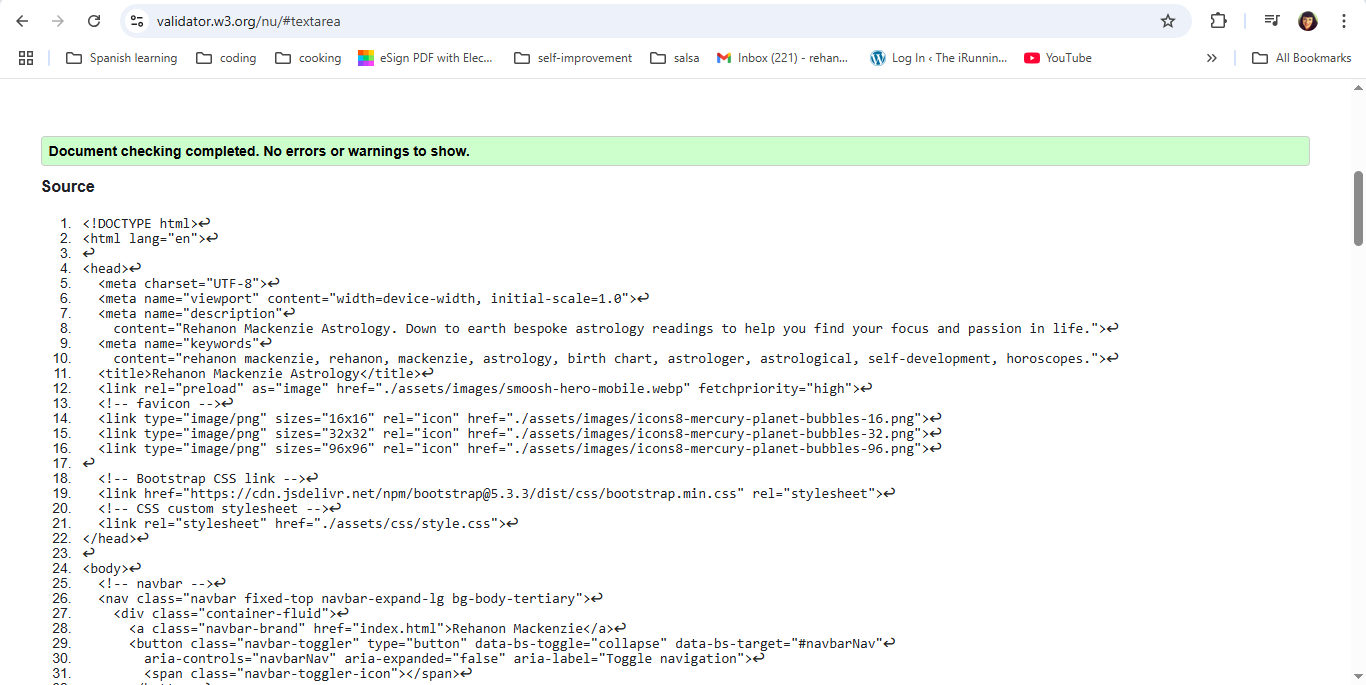 validator.w3.org/nu/#textarea
Spanish learning coding cooking eSign PDF with Elec... self-improvement salsa Inbox (221) - rehan... Log In ‹ The iRunnin... YouTube » All Bookmarks
Document checking completed. No errors or warnings to show.
Source
1. <!DOCTYPE html>↩
2. <html lang="en">↩
3. ↩
4. <head>↩
5. <meta charset="UTF-8">↩
6. <meta name="viewport" content="width=device-width, initial-scale=1.0">↩
7. <meta name="description"↩
8. content="Rehanon Mackenzie Astrology. Down to earth bespoke astrology readings to help you find your focus and passion in life.">↩
9. <meta name="keywords"↩
10. content="rehanon mackenzie, rehanon, mackenzie, astrology, birth chart, astrologer, astrological, self-development, horoscopes.">↩
11. <title>Rehanon Mackenzie Astrology</title>↩
12. <link rel="preload" as="image" href="./assets/images/smoosh-hero-mobile.webp" fetchpriority="high">↩
13. <!-- favicon -->↩
14. <link type="image/png" sizes="16x16" rel="icon" href="./assets/images/icons8-mercury-planet-bubbles-16.png">↩
15. <link type="image/png" sizes="32x32" rel="icon" href="./assets/images/icons8-mercury-planet-bubbles-32.png">↩
16. <link type="image/png" sizes="96x96" rel="icon" href="./assets/images/icons8-mercury-planet-bubbles-96.png">↩
17. ↩
18. <!-- Bootstrap CSS link -->↩
19. <link href="https://cdn.jsdelivr.net/npm/bootstrap@5.3.3/dist/css/bootstrap.min.css" rel="stylesheet">↩
20. <!-- CSS custom stylesheet -->↩
21. <link rel="stylesheet" href="./assets/css/style.css">↩
22. </head>↩
23. ↩
24. <body>↩
25. <!-- navbar -->↩
26. <nav class="navbar fixed-top navbar-expand-lg bg-body-tertiary">↩
27. <div class="container-fluid">↩
28. <a class="navbar-brand" href="index.html">Rehanon Mackenzie</a>↩
29. <button class="navbar-toggler" type="button" data-bs-toggle="collapse" data-bs-target="#navbarNav"↩
30. aria-controls="navbarNav" aria-expanded="false" aria-label="Toggle navigation">↩
31. <span class="navbar-toggler-icon"></span>↩